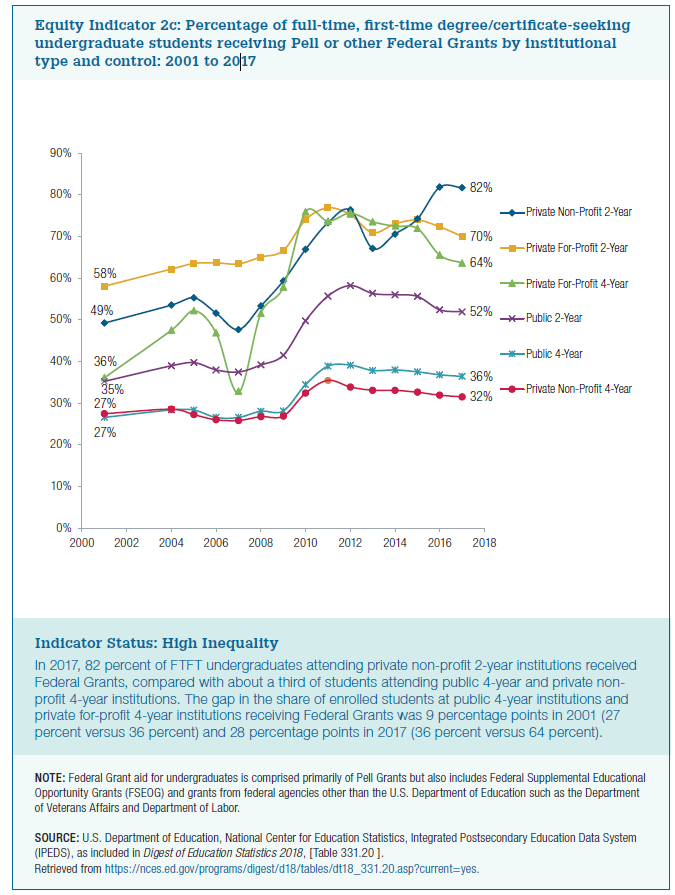 Equity Indicator 2c: Percentage of full-time, first-time degree/certificate-seeking
undergraduate students receiving Pell or other Federal Grants by institutional
type and control: 2001 to 2017
90%
80%
70%
60%
50%
40%
30%
20%
10%
0%
2000 2002 2004 2006 2008 2010 2012 2014 2016 2018
58%
49%
36%
35%
27%
27%
82%
70%
64%
52%
36%
32%
Private Non-Profit 2-Year
Private For-Profit 2-Year
Private For-Profit 4-Year
Public 2-Year
Public 4-Year
Private Non-Profit 4-Year
Indicator Status: High Inequality
In 2017, 82 percent of FTFT undergraduates attending private non-profit 2-year institutions received
Federal Grants, compared with about a third of students attending public 4-year and private non-
profit 4-year institutions. The gap in the share of enrolled students at public 4-year institutions and
private for-profit 4-year institutions receiving Federal Grants was 9 percentage points in 2001 (27
percent versus 36 percent) and 28 percentage points in 2017 (36 percent versus 64 percent).
NOTE: Federal Grant aid for undergraduates is comprised primarily of Pell Grants but also includes Federal Supplemental Educational
Opportunity Grants (FSEOG) and grants from federal agencies other than the U.S. Department of Education such as the Department
of Veterans Affairs and Department of Labor.
SOURCE: U.S. Department of Education, National Center for Education Statistics, Integrated Postsecondary Education Data System
(IPEDS), as included in Digest of Education Statistics 2018, [Table 331.20 ].
Retrieved from https://nces.ed.gov/programs/digest/d18/tables/dt18_331.20.asp?current=yes.